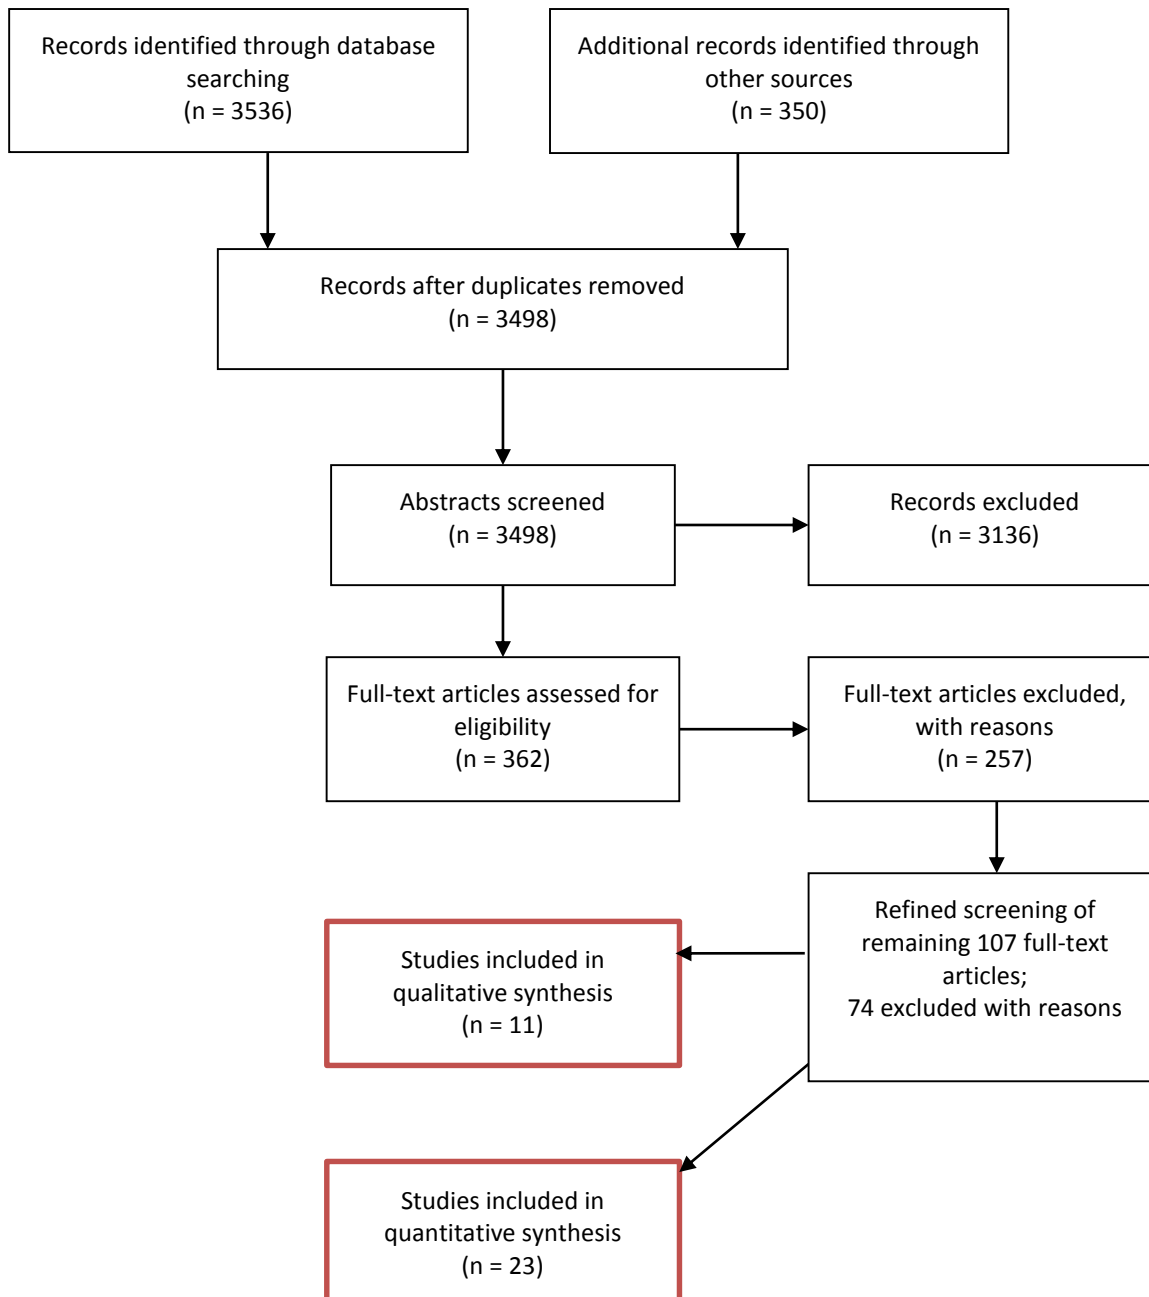 Records identified through database
searching
(n = 3536)
Additional records identified through
other sources
(n = 350)
Records after duplicates removed
(n = 3498)
Abstracts screened
(n = 3498)
Records excluded
(n = 3136)
Full-text articles assessed for
eligibility
(n = 362)
Full-text articles excluded,
with reasons
(n = 257)
Refined screening of
remaining 107 full-text
articles;
74 excluded with reasons
Studies included in
qualitative synthesis
(n = 11)
Studies included in
quantitative synthesis
(n = 23)